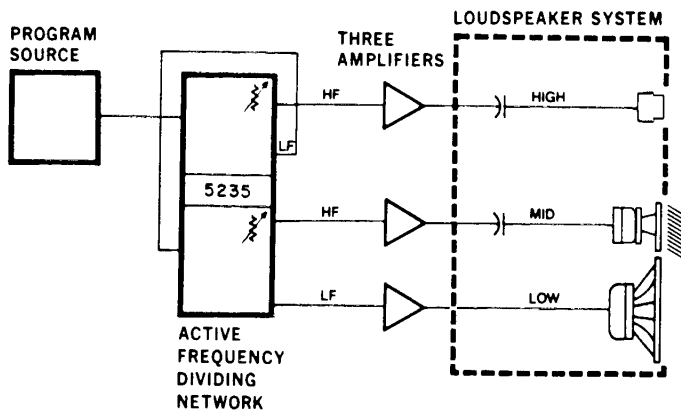 LOUDSPEAKER SYSTEM
PROGRAM
SOURCE
THREE
AMPLIFIERS
HF
HIGH
LF
5235
HF
MID
LF
LOW
ACTIVE
FREQUENCY
DIVIDING
NETWORK